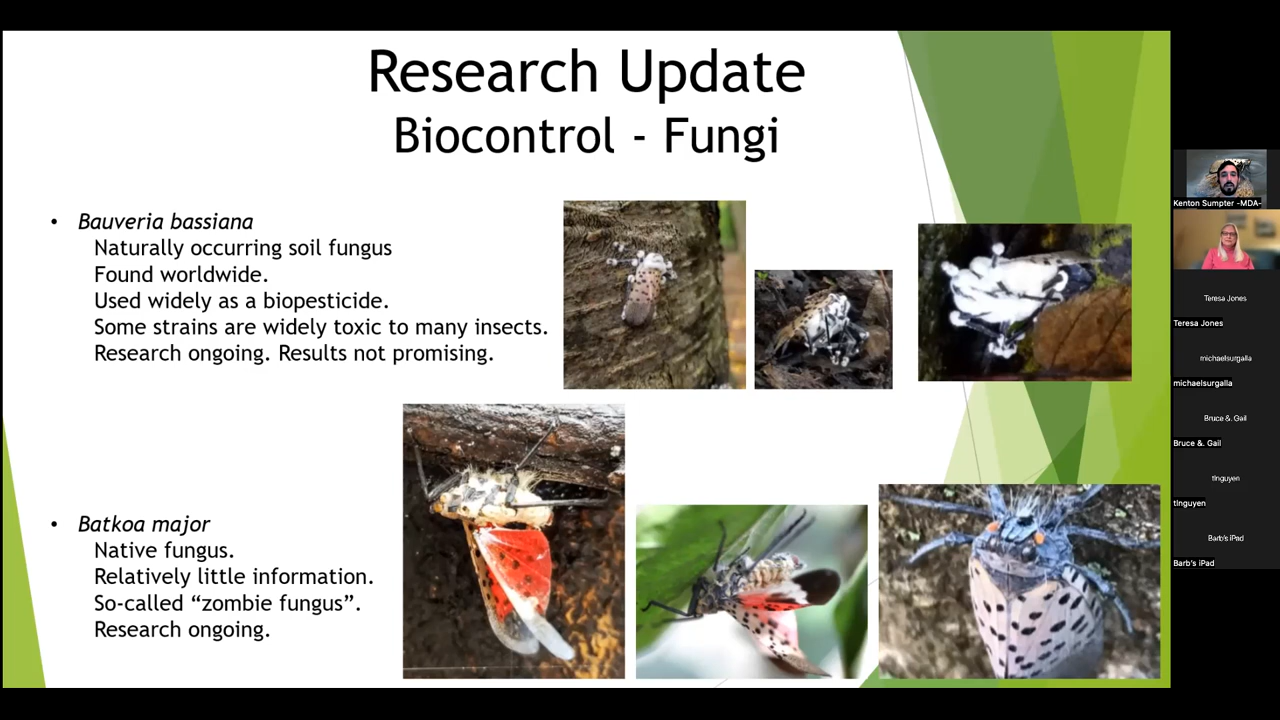 Research Update
Biocontrol - Fungi
• Bauveria bassiana
Naturally occurring soil fungus
Found worldwide.
Used widely as a biopesticide.
Some strains are widely toxic to many insects.
Research ongoing. Results not promising.
• Batkoa major
Native fungus.
Relatively little information.
So-called “zombie fungus”.
Research ongoing.
Kenton Sumpter -MDA-
Teresa Jones
Teresa Jones
michaelsurgalla
michaelsurgalla
Bruce &. Gail
Bruce &. Gail
tlnguyen
tlnguyen
Barb's iPad
Barb's iPad